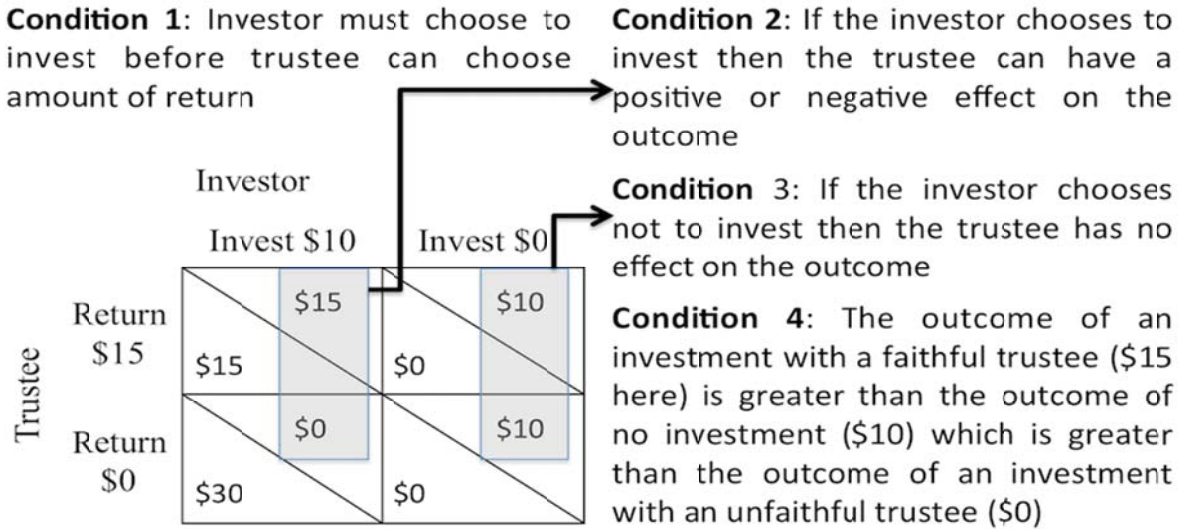 Condition 1: Investor must choose to
invest before trustee can choose
amount of return
Condition 2: If the investor chooses to
invest then the trustee can have a
positive or negative effect on the
outcome
Condition 3: If the investor chooses
not to invest then the trustee has no
effect on the outcome
Condition 4: The outcome of an
investment with a faithful trustee ($15
here) is greater than the outcome of
no investment ($10) which is greater
than the outcome of an investment
with an unfaithful trustee ($0)
Investor
Invest $10 Invest $0
Trustee
Return
$15
$15 $10
$15 $0
Return
$0
$0 $10
$30 $0